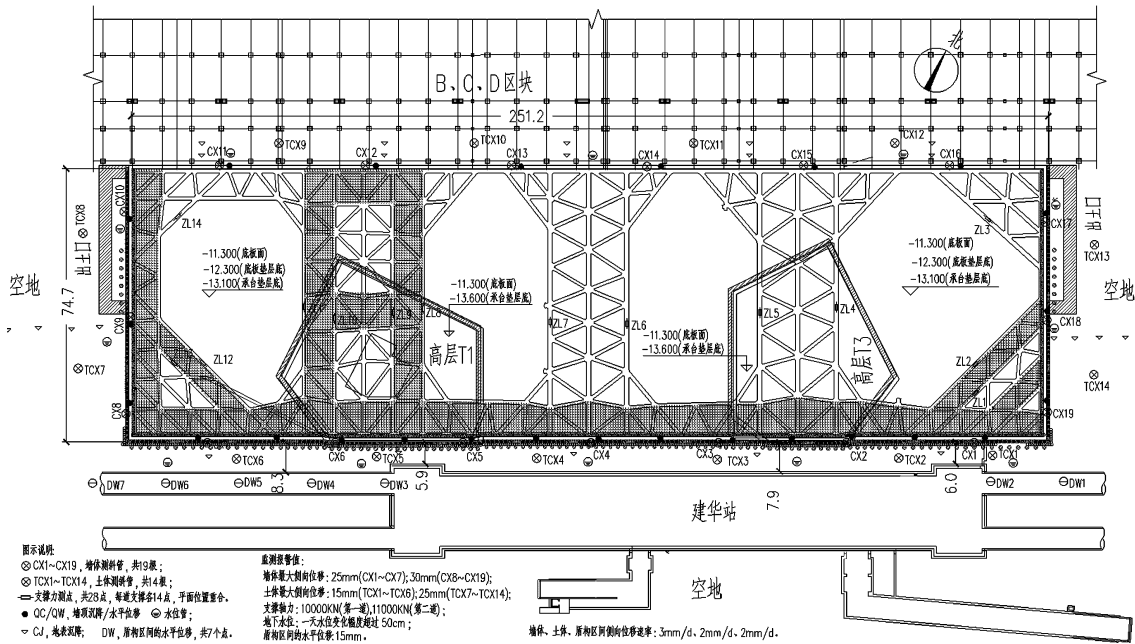 北
B、C、D区块
251.2
TCX9
TCX10
TCX11
CX12
CX11
CX12
CX13
CX14
CX15
CX16
CX10
TCX8
出土口
空地
74.7
CX9
TCX7
CX8
ZL14
ZL12
-11.300(底板面)
-12.300(底板垫层底)
-13.100(承台垫层底)
-11.300(底板面)
-13.600(承台垫层底)
-11.300(底板面)
-13.600(承台垫层底)
-11.300(底板面)
-12.300(底板垫层底)
-13.100(承台垫层底)
ZL9
ZL8
ZL7
ZL6
ZL5
ZL4
ZL3
ZL2
ZL1
高层T1
高层T3
CX17
出土口
TCX13
空地
CX18
TCX14
CX19
TCX6
CX6
TCX5
CX5
TCX4
CX4
CX3
TCX3
CX2
TCX2
CX1
TCX1
8.3
5.9
7.9
6.0
DW7
DW6
DW5
DW4
DW3
DW2
DW1
建华站
空地
图示说明:
CX1~CX19, 墙体测斜管, 共19根;
TCX1~TCX14, 土体测斜管, 共14根;
支撑力测点, 共28点, 每道支撑各14点, 平面位置重合。
QC/QW, 墙顶沉降/水平位移 水位管;
CJ, 地表沉降; DW, 盾构区间的水平位移, 共7个点。
监测报警值:
墙体最大侧向位移: 25mm(CX1~CX7); 30mm(CX8~CX19);
土体最大侧向位移: 15mm(TCX1~TCX6); 25mm(TCX7~TCX14);
支撑轴力: 10000KN(第一道), 11000KN(第二道);
地下水位: 一天水位变化幅度超过 50cm;
盾构区间的水平位移: 15mm。
墙体、土体、盾构区间侧向位移速率: 3mm/d、2mm/d、2mm/d。